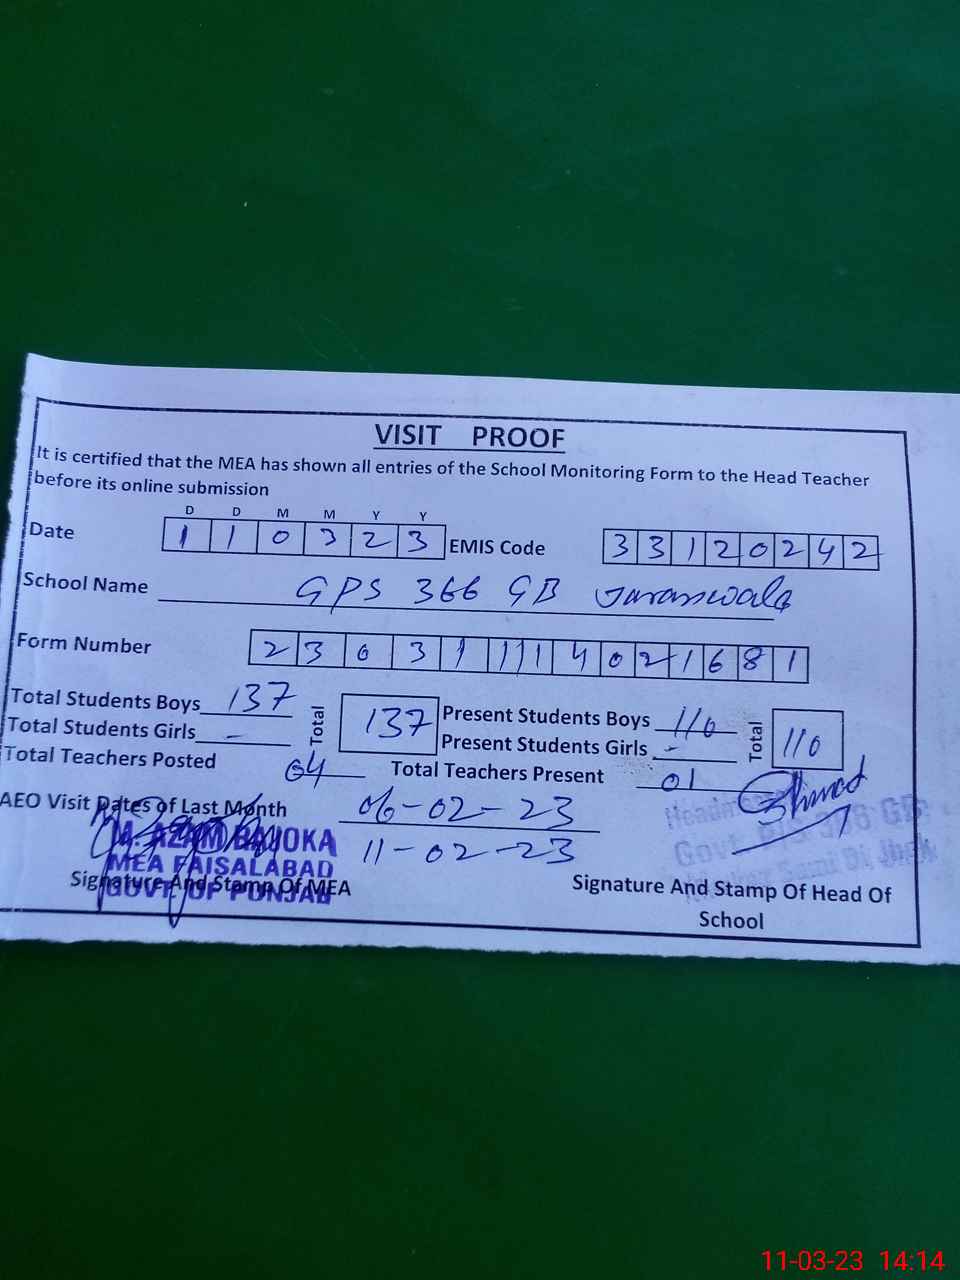 VISIT PROOF
It is certified that the MEA has shown all entries of the School Monitoring Form to the Head Teacher
before its online submission
D D M M Y Y
Date 1 1 0 3 2 3 EMIS Code 3 3 1 2 0 2 4 2
School Name GPS 366 GB
Form Number 2 3 0 3 1 1 1 1 4 0 2 1 6 8 1
Total Students Boys 137 Total 137 Present Students Boys 110 Total 110
Total Students Girls - Present Students Girls -
Total Teachers Posted 04 Total Teachers Present 01
AEO Visit Dates of Last Month 06-02-23
11-02-23
M. AZAM BAJOKA
MEA FAISALABAD
GOVT. OF PUNJAB
Signature And Stamp Of MEA
Signature And Stamp Of Head Of
School
11-03-23 14:14